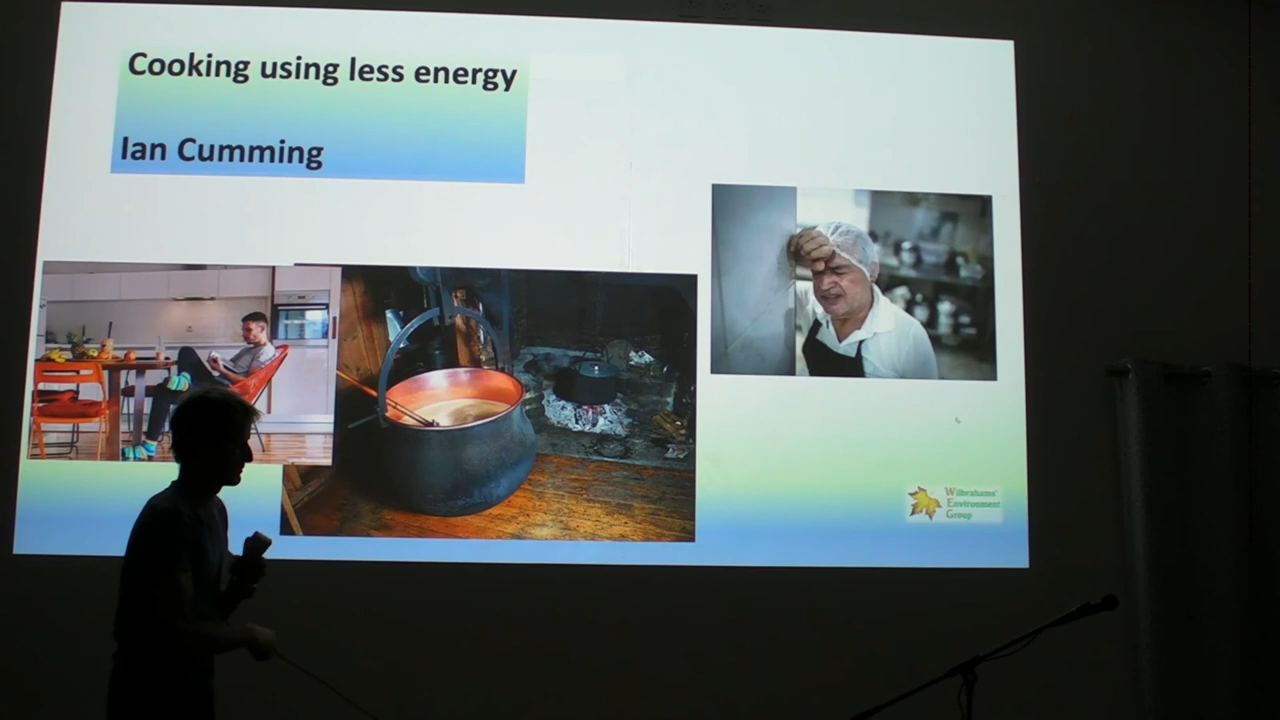 Cooking using less energy
Ian Cumming
Wilbrahams'
Environment
Group